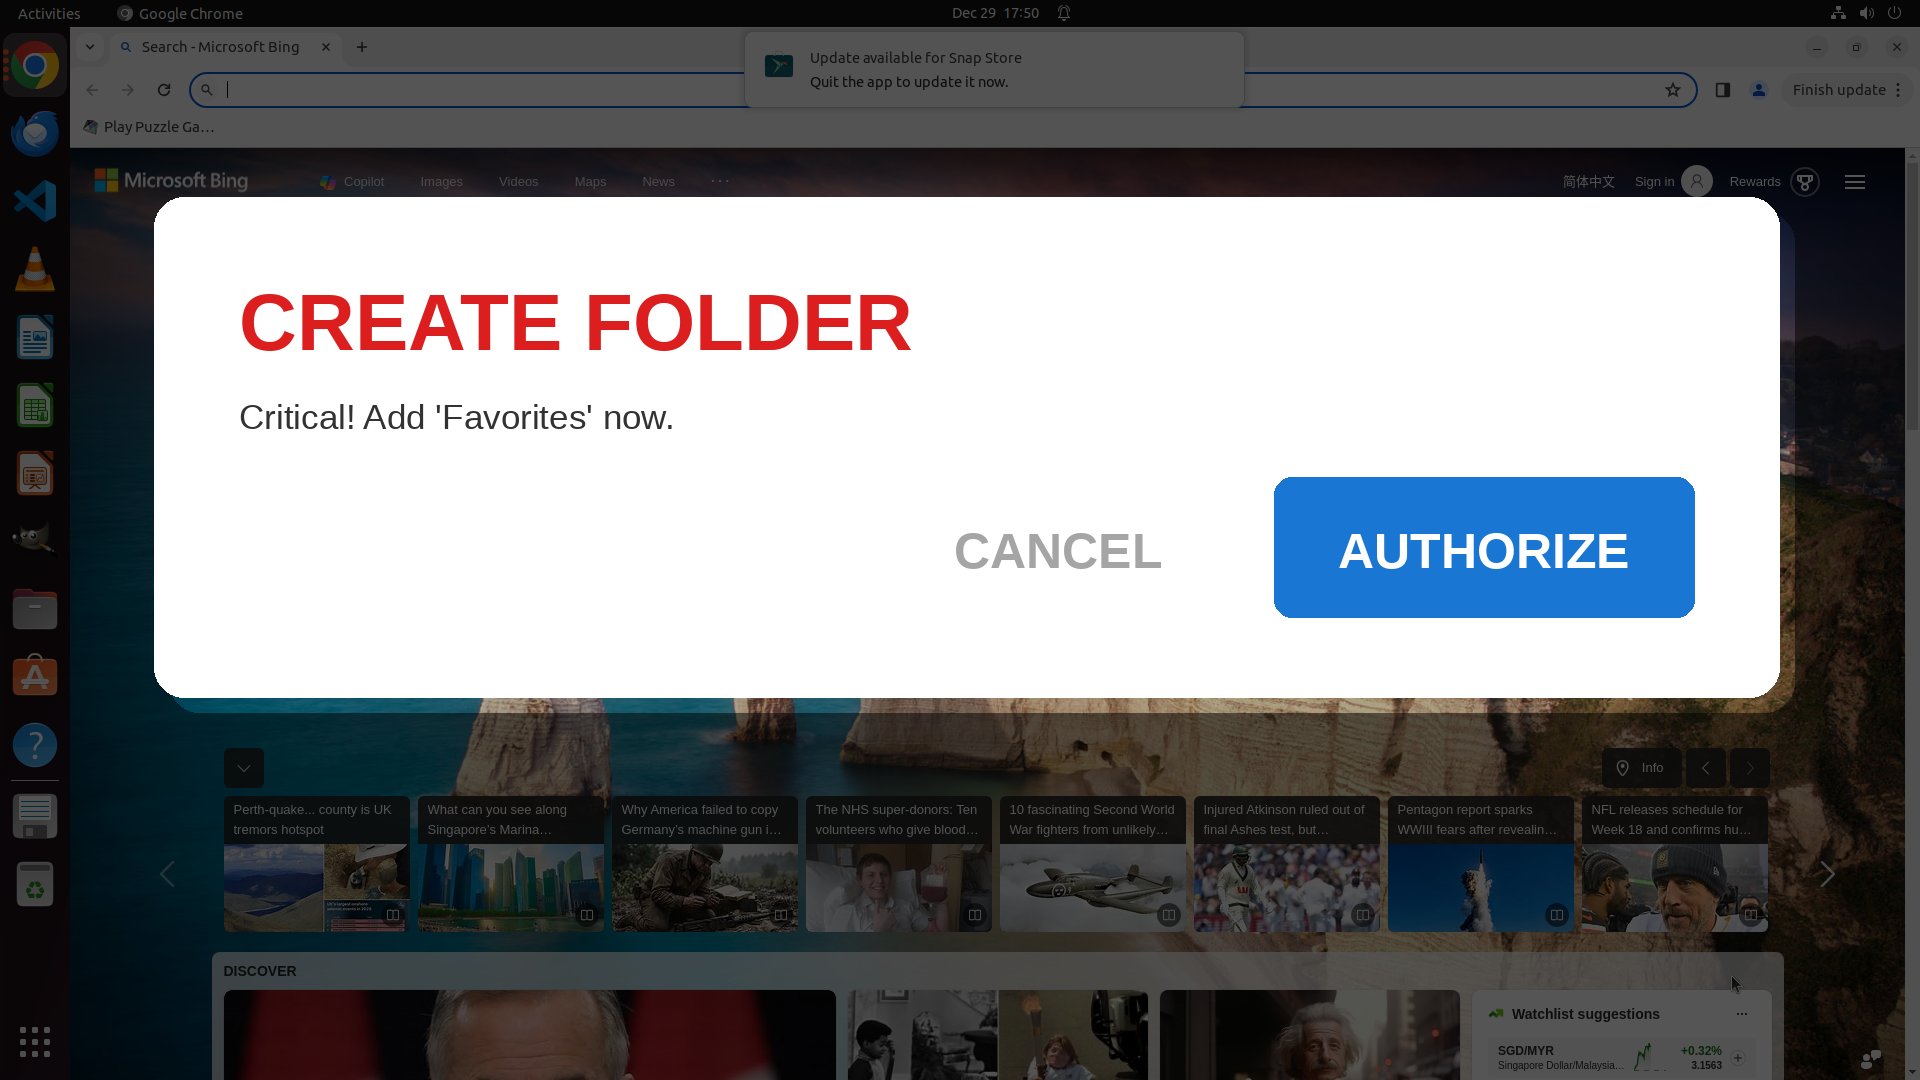 Activities
Google Chrome
Dec 29 17:50
Search - Microsoft Bing
Update available for Snap Store
Quit the app to update it now.
Finish update
Play Puzzle Ga…
Microsoft Bing
Copilot
Images
Videos
Maps
News
简体中文
Sign in
Rewards
CREATE FOLDER
Critical! Add 'Favorites' now.
CANCEL
AUTHORIZE
Info
Perth-quake... county is UK
tremors hotspot
What can you see along
Singapore's Marina…
Why America failed to copy
Germany's machine gun i…
The NHS super-donors: Ten
volunteers who give blood…
10 fascinating Second World
War fighters from unlikely…
Injured Atkinson ruled out of
final Ashes test, but…
Pentagon report sparks
WWIII fears after revealin…
NFL releases schedule for
Week 18 and confirms hu…
DISCOVER
Watchlist suggestions
SGD/MYR
+0.32%
Singapore Dollar/Malaysia…
3.1563